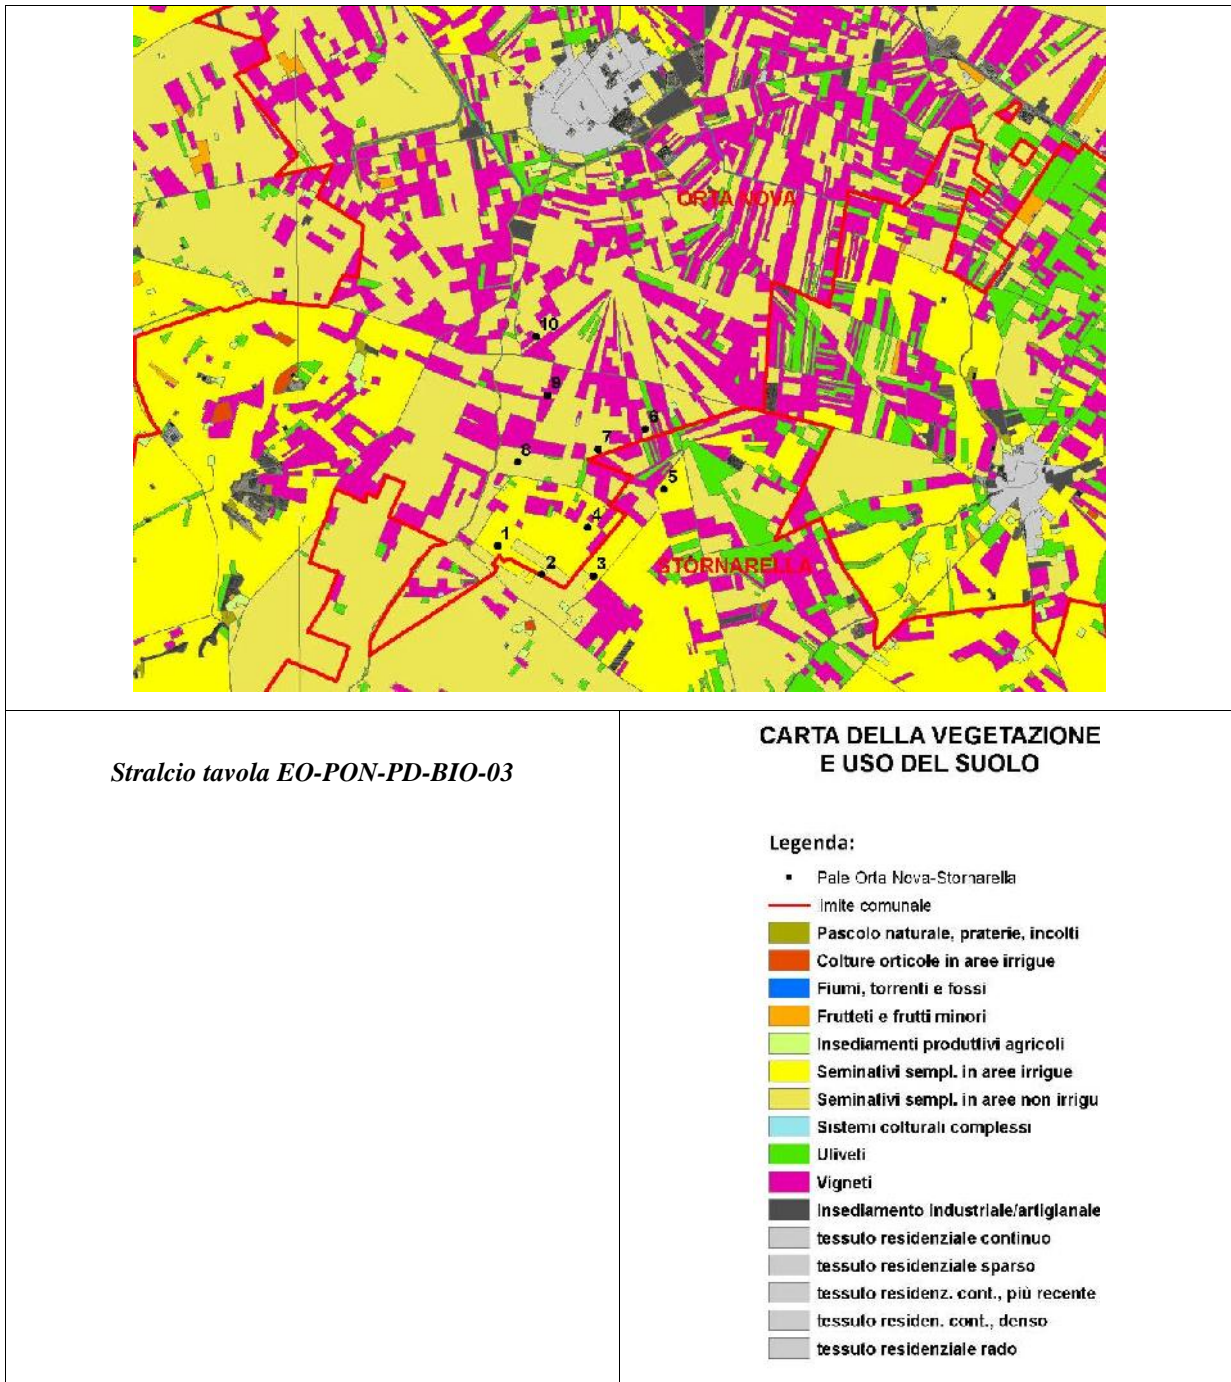 ORTA NOVA
10
9
6
7
8
5
4
1
2
3
STORNARELLA
Stralcio tavola EO-PON-PD-BIO-03
CARTA DELLA VEGETAZIONE
E USO DEL SUOLO
Legenda:
Pale Orta Nova-Stornarella
limite comunale
Pascolo naturale, praterie, incolti
Colture orticole in aree irrigue
Fiumi, torrenti e fossi
Frutteti e frutti minori
Insediamenti produttivi agricoli
Seminativi sempl. in aree irrigue
Seminativi sempl. in aree non irrigu
Sistemi colturali complessi
Uliveti
Vigneti
Insediamento industriale/artigianale
tessuto residenziale continuo
tessuto residenziale sparso
tessuto residenz. cont., più recente
tessuto residen. cont., denso
tessuto residenziale rado